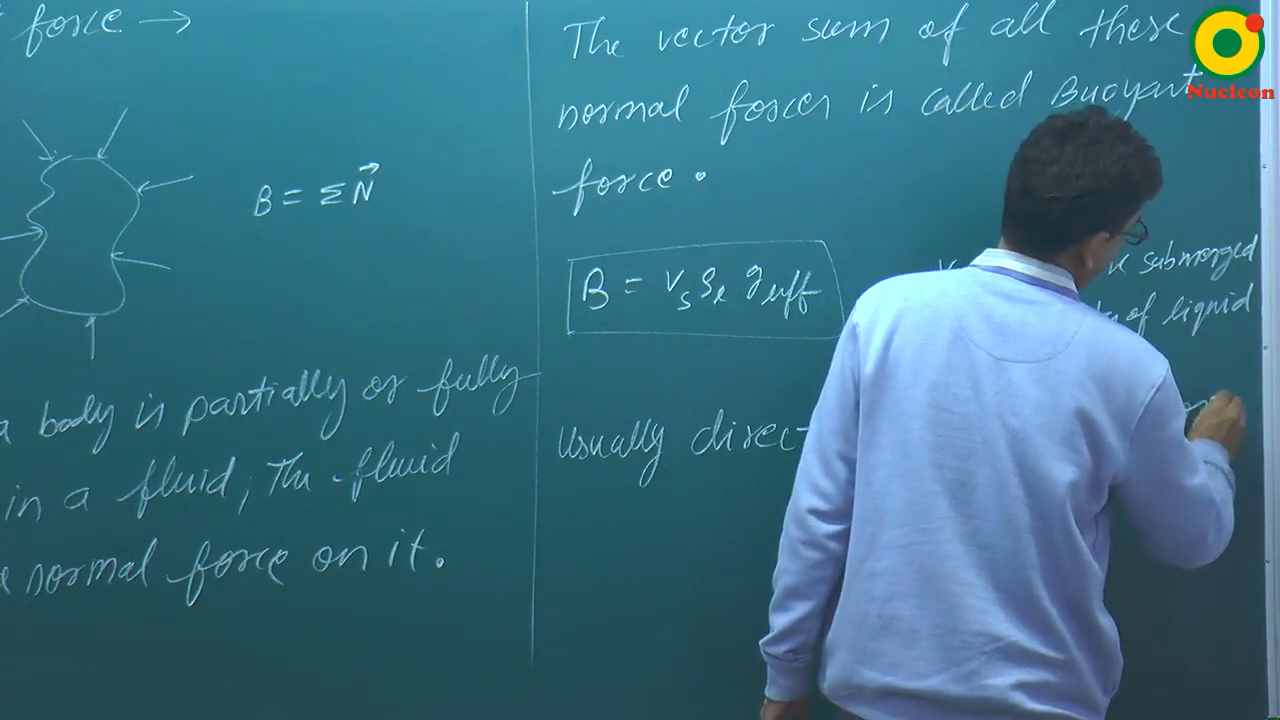 force →
B = Σ N⃗
a body is partially or fully
in a fluid, The fluid
normal force on it.
The vector sum of all these
normal forces is called Buoyant
force.
B = Vs ρℓ geff
submerged
of liquid
Usually direct
Nucleon